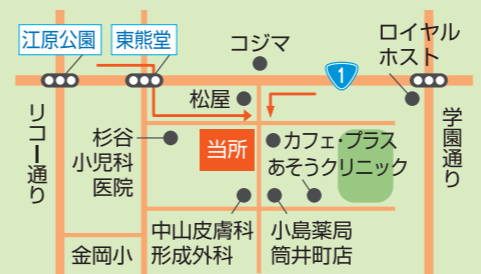 江原公園
東熊堂
コジマ
ロイヤル
ホスト
1
松屋
リコー通り
学園通り
杉谷
小児科
医院
当所
カフェ・プラス
あそうクリニック
中山皮膚科
形成外科
小島薬局
筒井町店
金岡小